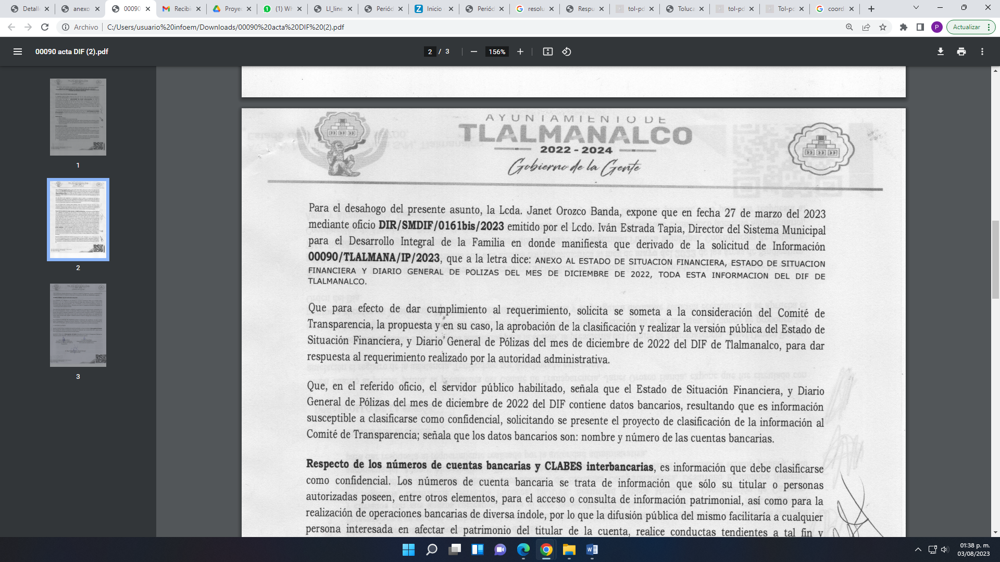 Detall
anexo
00090
Recibi
Proyec
(1) Wh
LI_line
Periód
Inicio
Periód
resolu
Respu
tol-pd
Toluca
tol-pd
Tol-pc
coord
Archivo
C:/Users/usuario%20infoem/Downloads/00090%20acta%20DIF%20(2).pdf
Actualizar
00090 acta DIF (2).pdf
2 / 3
156%
1
2
3
AYUNTAMIENTO DE
TLALMANALCO
2022 - 2024
Gobierno de la Gente
Para el desahogo del presente asunto, la Lcda. Janet Orozco Banda, expone que en fecha 27 de marzo del 2023
mediante oficio DIR/SMDIF/0161bis/2023 emitido por el Lcdo. Iván Estrada Tapia, Director del Sistema Municipal
para el Desarrollo Integral de la Familia en donde manifiesta que derivado de la solicitud de Información
00090/TLALMANA/IP/2023, que a la letra dice: ANEXO AL ESTADO DE SITUACION FINANCIERA, ESTADO DE SITUACION
FINANCIERA Y DIARIO GENERAL DE POLIZAS DEL MES DE DICIEMBRE DE 2022, TODA ESTA INFORMACION DEL DIF DE
TLALMANALCO.
Que para efecto de dar cumplimiento al requerimiento, solicita se someta a la consideración del Comité de
Transparencia, la propuesta y en su caso, la aprobación de la clasificación y realizar la versión pública del Estado de
Situación Financiera, y Diario General de Pólizas del mes de diciembre de 2022 del DIF de Tlalmanalco, para dar
respuesta al requerimiento realizado por la autoridad administrativa.
Que, en el referido oficio, el servidor público habilitado, señala que el Estado de Situación Financiera, y Diario
General de Pólizas del mes de diciembre de 2022 del DIF contiene datos bancarios, resultando que es información
susceptible a clasificarse como confidencial, solicitando se presente el proyecto de clasificación de la información al
Comité de Transparencia; señala que los datos bancarios son: nombre y número de las cuentas bancarias.
Respecto de los números de cuentas bancarias y CLABES interbancarias, es información que debe clasificarse
como confidencial. Los números de cuenta bancaria se trata de información que sólo su titular o personas
autorizadas poseen, entre otros elementos, para el acceso o consulta de información patrimonial, así como para la
realización de operaciones bancarias de diversa índole, por lo que la difusión pública del mismo facilitaría a cualquier
persona interesada en afectar el patrimonio del titular de la cuenta, realice conductas tendientes a tal fin y
01:38 p. m.
03/08/2023